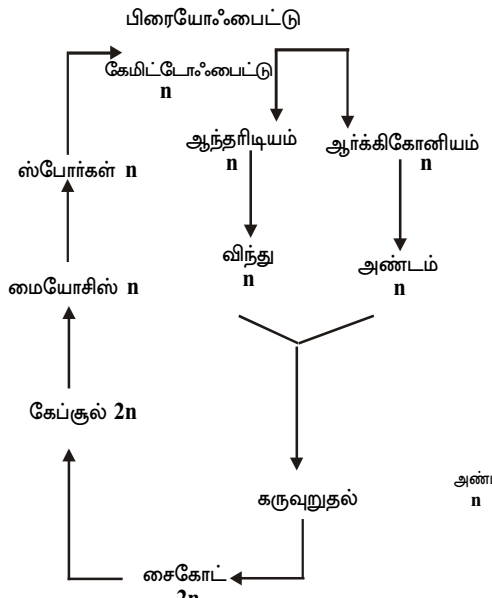 பிரையோஃபைட்டு
கேமிட்டோஃபைட்டு
n
ஆந்தரிடியம்
n
ஆர்க்கிகோனியம்
n
ஸ்போர்கள் n
விந்து
n
அண்டம்
n
மையோசிஸ் n
கேப்சூல் 2n
கருவுறுதல்
n
சைகோட்
2n